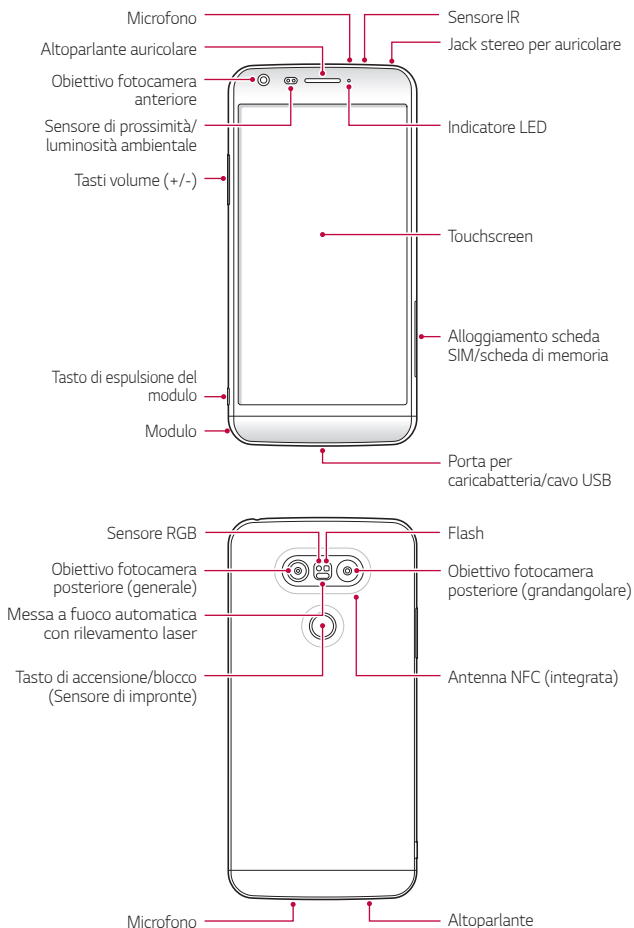 Microfono
Altoparlante auricolare
Obiettivo fotocamera
anteriore
Sensore di prossimità/
luminosità ambientale
Tasti volume (+/-)
Tasto di espulsione del
modulo
Modulo
Sensore IR
Jack stereo per auricolare
Indicatore LED
Touchscreen
Alloggiamento scheda
SIM/scheda di memoria
Porta per
caricabatteria/cavo USB
Sensore RGB
Obiettivo fotocamera
posteriore (generale)
Messa a fuoco automatica
con rilevamento laser
Tasto di accensione/blocco
(Sensore di impronte)
Microfono
Flash
Obiettivo fotocamera
posteriore (grandangolare)
Antenna NFC (integrata)
Altoparlante